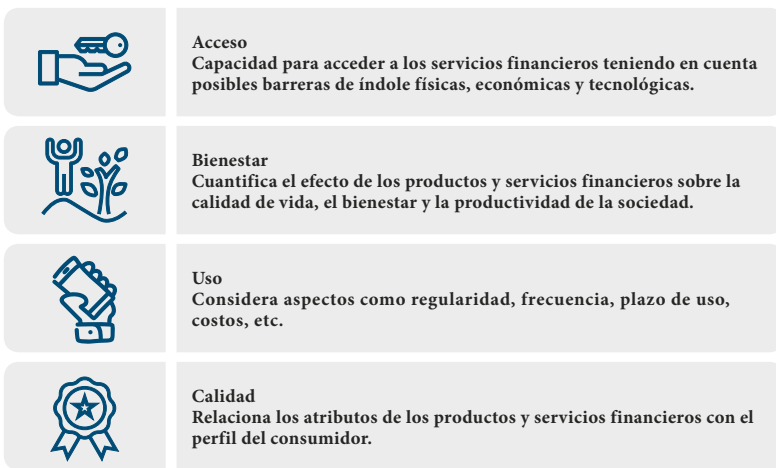 Acceso
Capacidad para acceder a los servicios financieros teniendo en cuenta
posibles barreras de índole físicas, económicas y tecnológicas.
Bienestar
Cuantifica el efecto de los productos y servicios financieros sobre la
calidad de vida, el bienestar y la productividad de la sociedad.
Uso
Considera aspectos como regularidad, frecuencia, plazo de uso,
costos, etc.
Calidad
Relaciona los atributos de los productos y servicios financieros con el
perfil del consumidor.